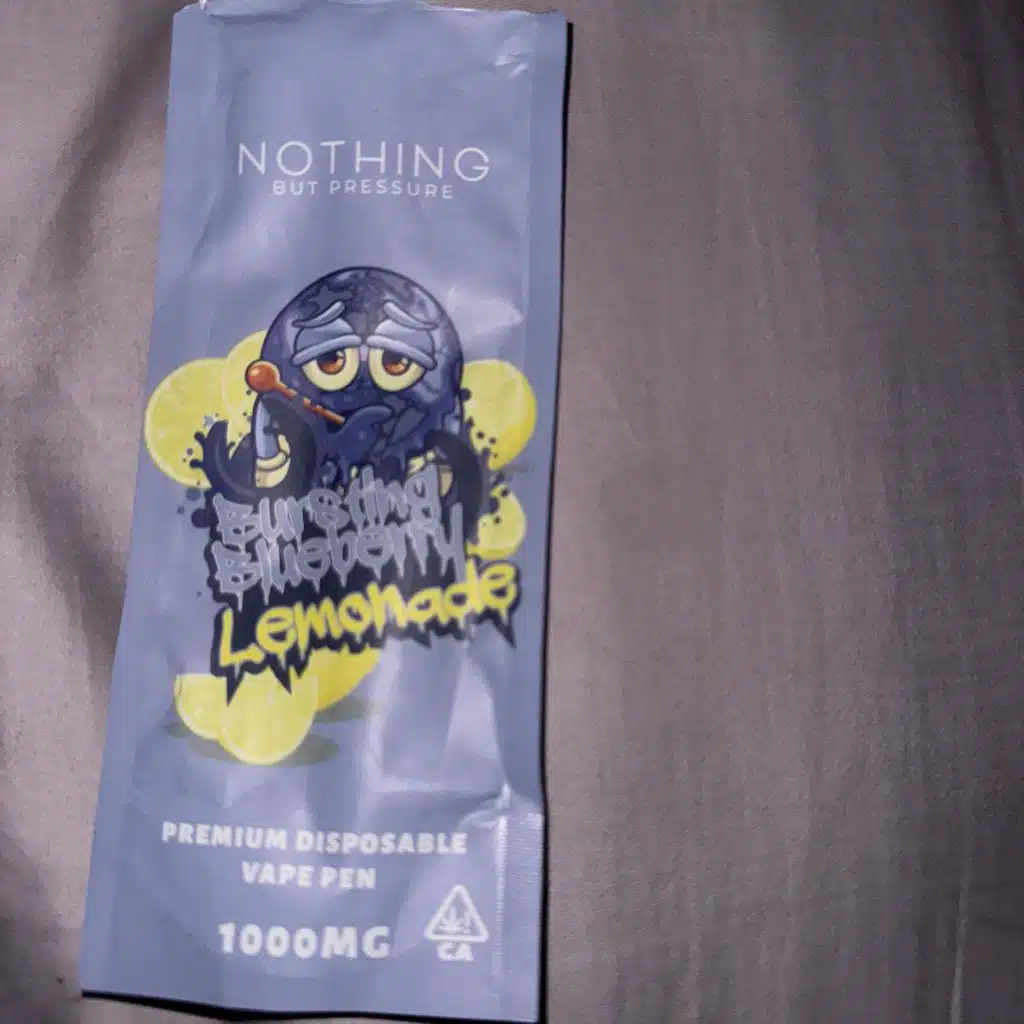 NOTHING
BUT PRESSURE
Bursting
Blueberry
Lemonade
PREMIUM DISPOSABLE
VAPE PEN
1000MG
CA